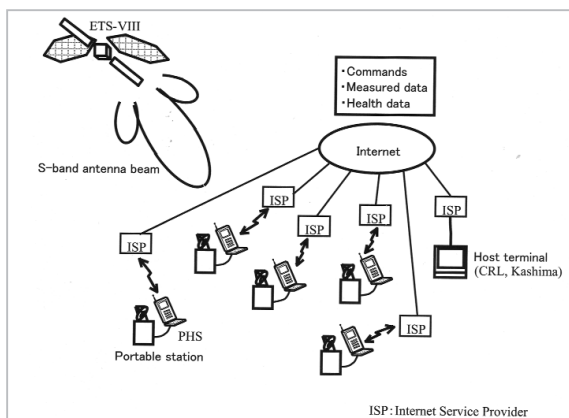 ETS-VIII
・Commands
・Measured data
・Health data
S-band antenna beam
Internet
ISP
ISP
ISP
ISP
ISP
Host terminal
(CRL, Kashima)
PHS
ISP
Portable station
ISP:Internet Service Provider